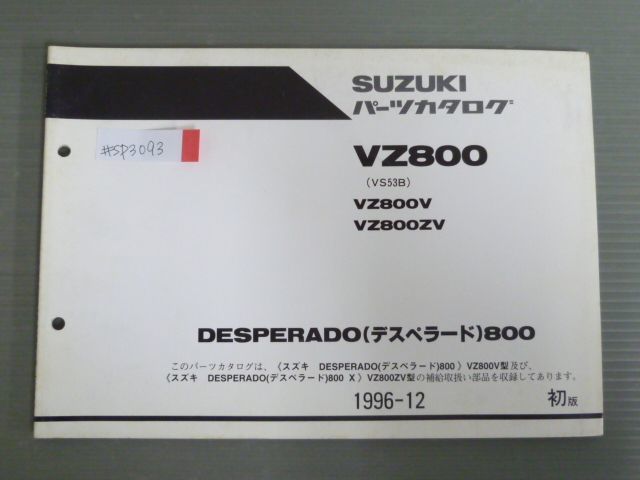 SUZUKI
パーツカタログ
#SP3093
VZ800
(VS53B)
VZ800V
VZ800ZV
DESPERADO(デスペラード)800
このパーツカタログは、〈スズキ DESPERADO(デスペラード)800〉VZ800V型及び、
〈スズキ DESPERADO(デスペラード)800 X〉VZ800ZV型の補給取扱い部品を収録してあります。
1996-12 初版